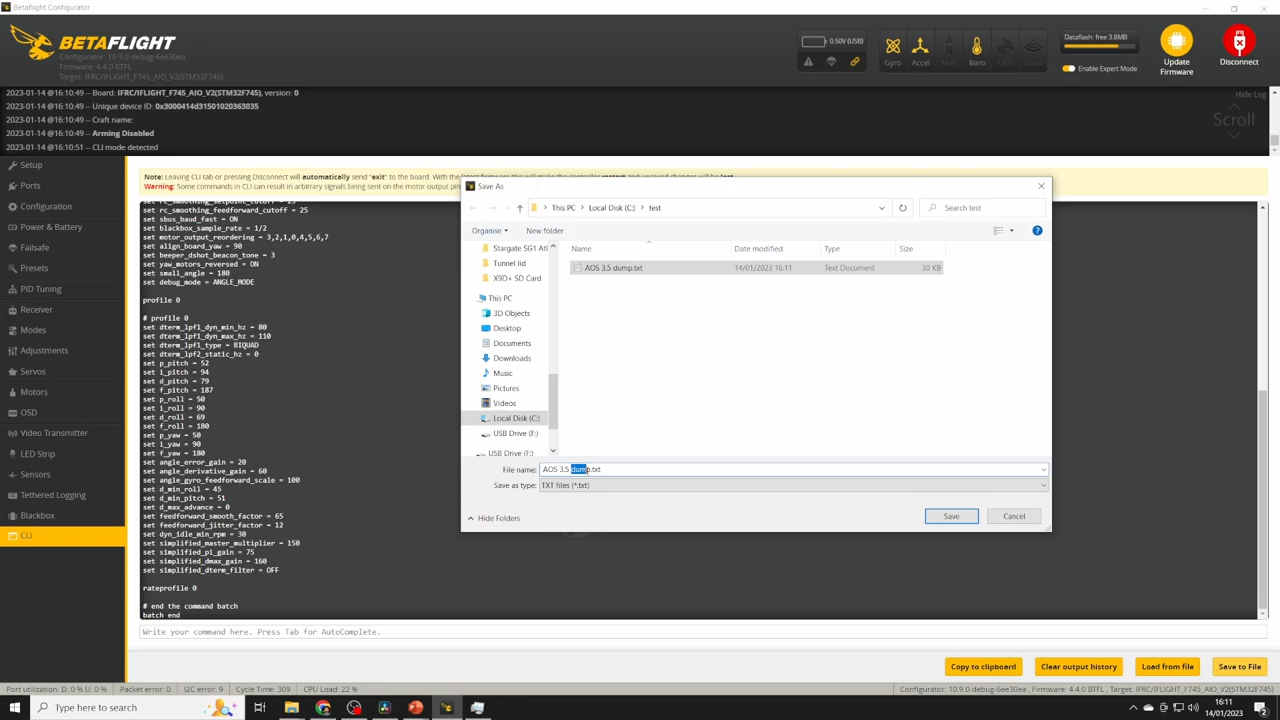 Betaflight Configurator
BETAFLIGHT
Configurator: 10.9.0-debug-6ee30ea
Firmware: 4.4.0 BTFL
Target: IFRC/IFLIGHT_F745_AIO_V2(STM32F745)
0.50V (USB)
Gyro
Accel
Mag
Baro
GPS
Sonar
Dataflash: free 3.8MB
Enable Expert Mode
Update
Firmware
Disconnect
2023-01-14 @16:10:49 -- Board: IFRC/IFLIGHT_F745_AIO_V2(STM32F745), version: 0
2023-01-14 @16:10:49 -- Unique device ID: 0x3000414d31501020363035
2023-01-14 @16:10:49 -- Craft name:
2023-01-14 @16:10:49 -- Arming Disabled
2023-01-14 @16:10:51 -- CLI mode detected
Hide Log
Scroll
Setup
Ports
Configuration
Power & Battery
Failsafe
Presets
PID Tuning
Receiver
Modes
Adjustments
Servos
Motors
OSD
Video Transmitter
LED Strip
Sensors
Tethered Logging
Blackbox
CLI
Note: Leaving CLI tab or pressing Disconnect will automatically send "exit" to the board. With the
Warning: Some commands in CLI can result in arbitrary signals being sent on the motor output pin
set rc_smoothing_setpoint_cutoff = 25
set rc_smoothing_feedforward_cutoff = 25
set sbus_baud_fast = ON
set blackbox_sample_rate = 1/2
set motor_output_reordering = 3,2,1,0,4,5,6,7
set align_board_yaw = 90
set beeper_dshot_beacon_tone = 3
set yaw_motors_reversed = ON
set small_angle = 180
set debug_mode = ANGLE_MODE
profile 0
# profile 0
set dterm_lpf1_dyn_min_hz = 80
set dterm_lpf1_dyn_max_hz = 110
set dterm_lpf1_type = BIQUAD
set dterm_lpf2_static_hz = 0
set p_pitch = 52
set i_pitch = 94
set d_pitch = 79
set f_pitch = 187
set p_roll = 50
set i_roll = 90
set d_roll = 69
set f_roll = 180
set p_yaw = 50
set i_yaw = 90
set f_yaw = 180
set angle_error_gain = 20
set angle_derivative_gain = 60
set angle_gyro_feedforward_scale = 100
set d_min_roll = 45
set d_min_pitch = 51
set d_max_advance = 0
set feedforward_smooth_factor = 65
set feedforward_jitter_factor = 12
set dyn_idle_min_rpm = 30
set simplified_master_multiplier = 150
set simplified_pi_gain = 75
set simplified_dmax_gain = 160
set simplified_dterm_filter = OFF
rateprofile 0
# end the command batch
batch end
Write your command here. Press Tab for AutoComplete.
Save As
This PC
Local Disk (C:)
test
Search test
Organise
New folder
Name
Date modified
Type
Size
AOS 3.5 dump.txt
14/01/2023 16:11
Text Document
30 KB
Stargate SG1 Atl
Tunnel lid
X9D+ SD Card
This PC
3D Objects
Desktop
Documents
Downloads
Music
Pictures
Videos
Local Disk (C:)
USB Drive (F:)
USB Drive (F:)
File name:
AOS 3.5 dump.txt
Save as type:
TXT files (*.txt)
Hide Folders
Save
Cancel
Copy to clipboard
Clear output history
Load from file
Save to File
Port utilization: D: 0 % U: 0 %
Packet error: 0
I2C error: 9
Cycle Time: 309
CPU Load: 22 %
Configurator: 10.9.0-debug-6ee30ea , Firmware: 4.4.0 BTFL, Target: IFRC/IFLIGHT_F745_AIO_V2(STM32F745)
Type here to search
16:11
14/01/2023
2